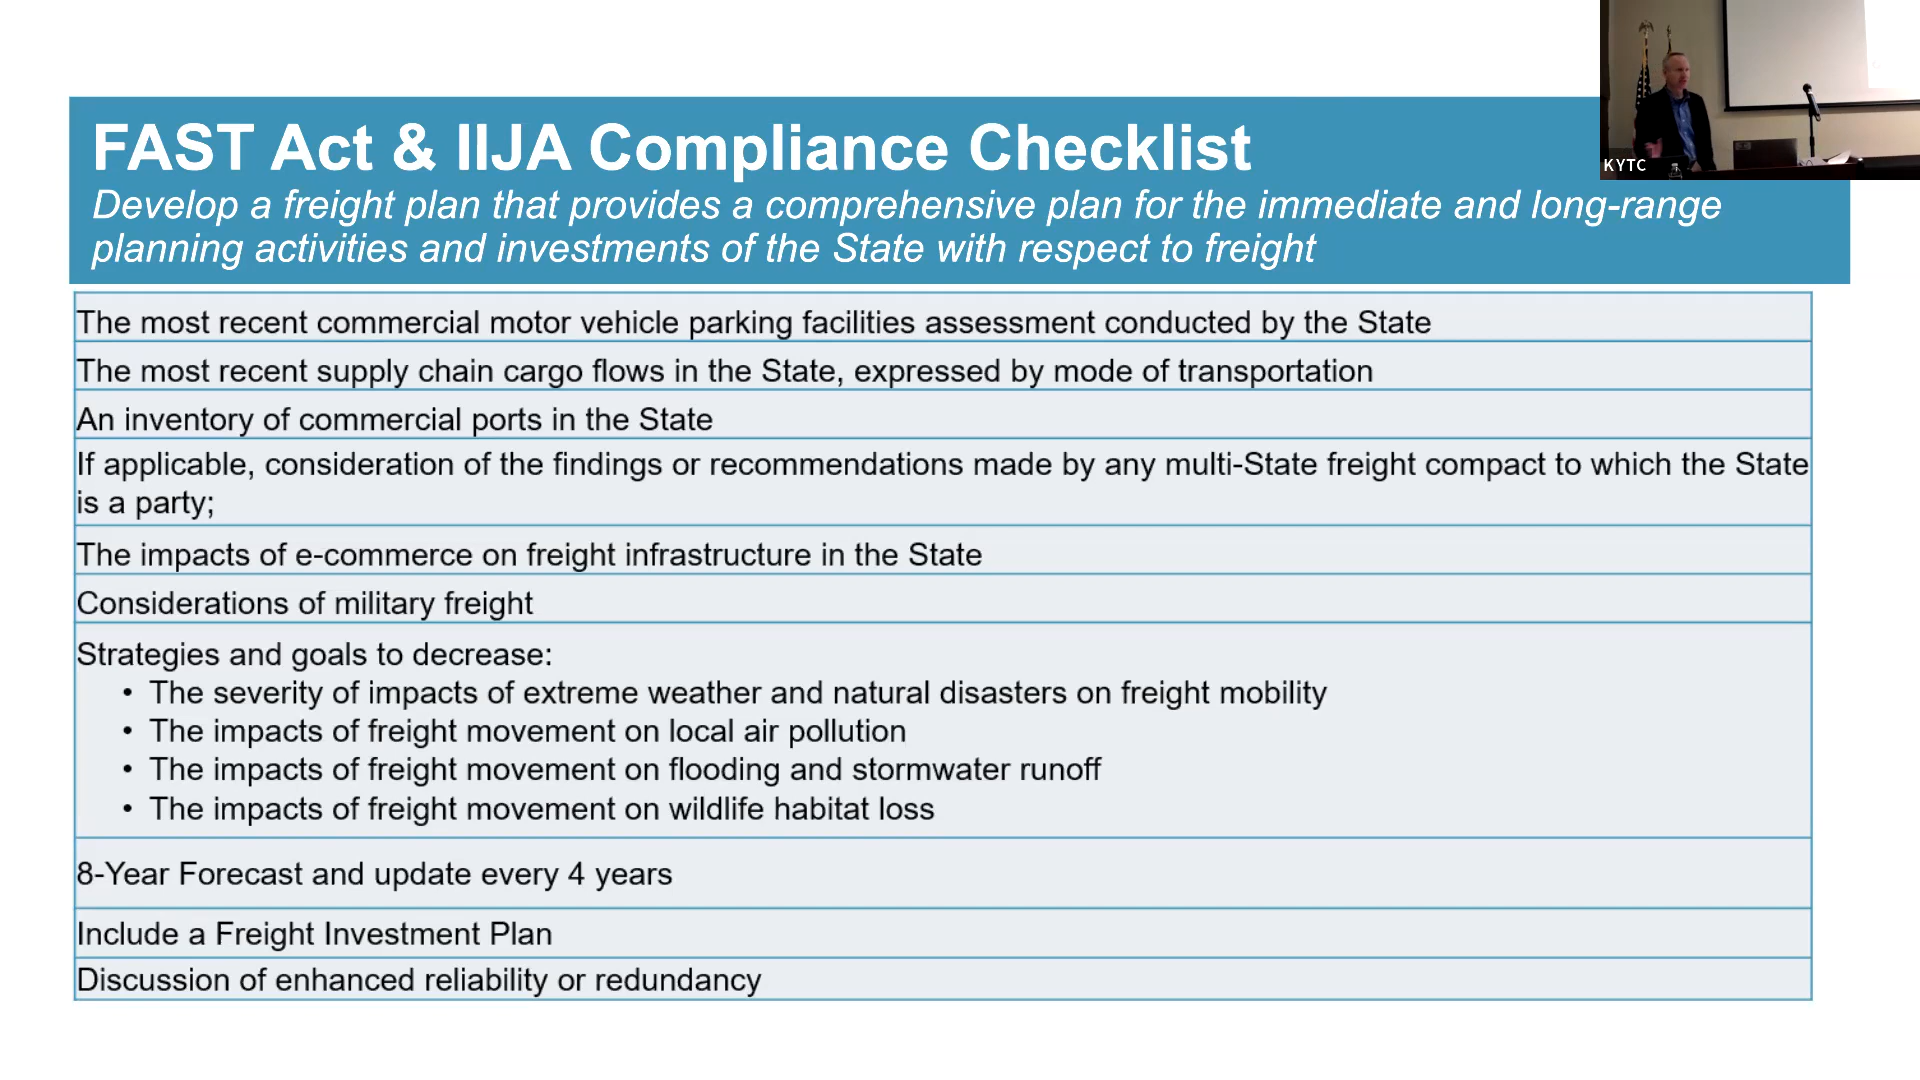 FAST Act & IIJA Compliance Checklist
Develop a freight plan that provides a comprehensive plan for the immediate and long-range
planning activities and investments of the State with respect to freight
KYTC
The most recent commercial motor vehicle parking facilities assessment conducted by the State
The most recent supply chain cargo flows in the State, expressed by mode of transportation
An inventory of commercial ports in the State
If applicable, consideration of the findings or recommendations made by any multi-State freight compact to which the State
is a party;
The impacts of e-commerce on freight infrastructure in the State
Considerations of military freight
Strategies and goals to decrease:
• The severity of impacts of extreme weather and natural disasters on freight mobility
• The impacts of freight movement on local air pollution
• The impacts of freight movement on flooding and stormwater runoff
• The impacts of freight movement on wildlife habitat loss
8-Year Forecast and update every 4 years
Include a Freight Investment Plan
Discussion of enhanced reliability or redundancy